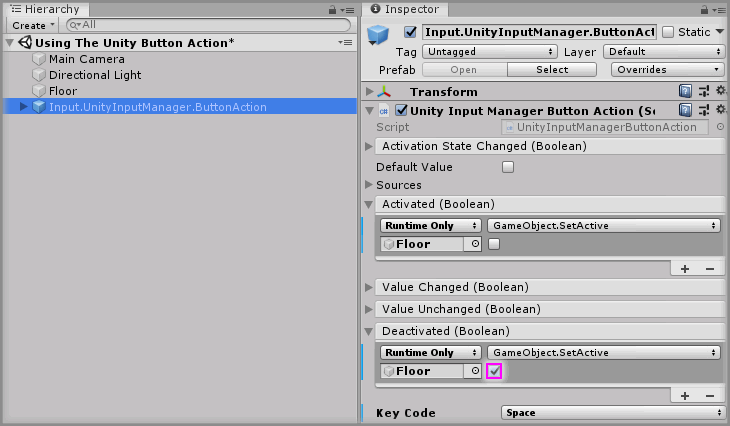 Hierarchy
Create
All
Using The Unity Button Action*
Main Camera
Directional Light
Floor
Input.UnityInputManager.ButtonAction
Inspector
Input.UnityInputManager.ButtonAct
Static
Tag Untagged Layer Default
Prefab Open Select Overrides
Transform
Unity Input Manager Button Action (Sc
Script UnityInputManagerButtonAction
Activation State Changed (Boolean)
Default Value
Sources
Activated (Boolean)
Runtime Only GameObject.SetActive
Floor
+ −
Value Changed (Boolean)
Value Unchanged (Boolean)
Deactivated (Boolean)
Runtime Only GameObject.SetActive
Floor
+ −
Key Code Space